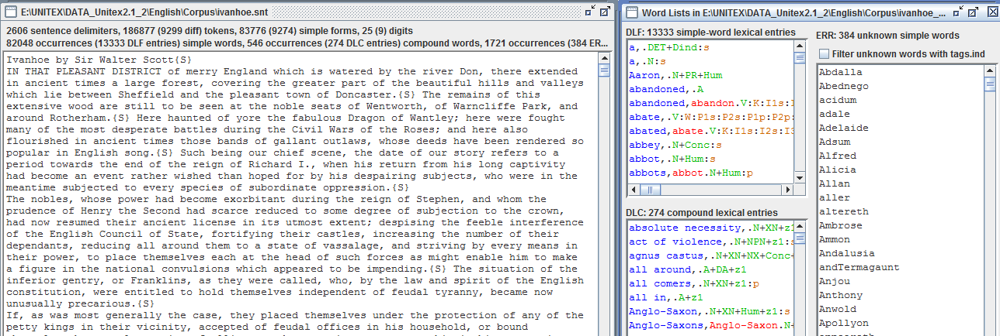 E:\UNITEX\DATA_Unitex2.1_2\English\Corpus\ivanhoe.snt
2606 sentence delimiters, 186877 (9299 diff) tokens, 83776 (9274) simple forms, 25 (9) digits
82048 occurrences (13333 DLF entries) simple words, 546 occurrences (274 DLC entries) compound words, 1721 occurrences (384 ER...
Ivanhoe by Sir Walter Scott{S}
IN THAT PLEASANT DISTRICT of merry England which is watered by the river Don, there extended
in ancient times a large forest, covering the greater part of the beautiful hills and valleys
which lie between Sheffield and the pleasant town of Doncaster.{S} The remains of this
extensive wood are still to be seen at the noble seats of Wentworth, of Warncliffe Park, and
around Rotherham.{S} Here haunted of yore the fabulous Dragon of Wantley; here were fought
many of the most desperate battles during the Civil Wars of the Roses; and here also
flourished in ancient times those bands of gallant outlaws, whose deeds have been rendered so
popular in English song.{S} Such being our chief scene, the date of our story refers to a
period towards the end of the reign of Richard I., when his return from his long captivity
had become an event rather wished than hoped for by his despairing subjects, who were in the
meantime subjected to every species of subordinate oppression.{S}
The nobles, whose power had become exorbitant during the reign of Stephen, and whom the
prudence of Henry the Second had scarce reduced to some degree of subjection to the crown,
had now resumed their ancient license in its utmost extent; despising the feeble interference
of the English Council of State, fortifying their castles, increasing the number of their
dependants, reducing all around them to a state of vassalage, and striving by every means in
their power, to place themselves each at the head of such forces as might enable him to make
a figure in the national convulsions which appeared to be impending.{S} The situation of the
inferior gentry, or Franklins, as they were called, who, by the law and spirit of the English
constitution, were entitled to hold themselves independent of feudal tyranny, became now
unusually precarious.{S}
If, as was most generally the case, they placed themselves under the protection of any of the
petty kings in their vicinity, accepted of feudal offices in his household, or bound
Word Lists in E:\UNITEX\DATA_Unitex2.1_2\English\Corpus\ivanhoe_...
DLF: 13333 simple-word lexical entries
a,.DET+Dind:s
a,.N:s
Aaron,.N+PR+Hum
abandoned,.A
abandoned,abandon.V:K:I1s:I
abate,.V:W:P1s:P2s:P1p:P2p:
abated,abate.V:K:I1s:I2s:I3
abbey,.N+Conc:s
abbot,.N+Hum:s
abbots,abbot.N+Hum:p
DLC: 274 compound lexical entries
absolute necessity,.N+XN+z1
act of violence,.N+NPN+z1:s
agnus castus,.N+XN+NX+Conc+
all around,.A+DA+z1
all comers,.N+XN+z1:p
all in,.A+z1
Anglo-Saxon,.N+XN+Hum+z1:s
Anglo-Saxons,Anglo-Saxon.N+
ERR: 384 unknown simple words
Filter unknown words with tags.ind
Abdalla
Abednego
acidum
adale
Adelaide
Adsum
Alfred
Alicia
Allan
aller
altereth
Ambrose
Ammon
Andalusia
andTermagaunt
Anjou
Anthony
Anwold
Apollyon